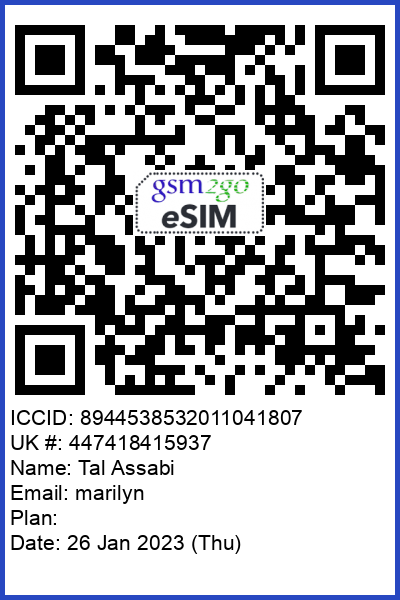 gsm2go
eSIM
ICCID: 8944538532011041807
UK #: 447418415937
Name: Tal Assabi
Email: marilyn
Plan:
Date: 26 Jan 2023 (Thu)